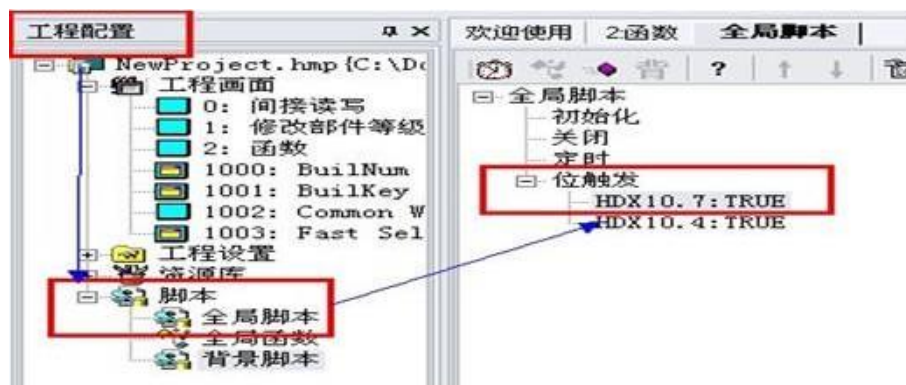 工程配置
NewProject.hmp{C:\Do
工程画面
0: 间接读写
1: 修改部件等级
2: 函数
1000: BuilNum
1001: BuilKey
1002: Common W
1003: Fast Sel
工程设置
资源库
脚本
全局脚本
全局函数
背景脚本
欢迎使用 2函数 全局脚本
背 ?
全局脚本
初始化
关闭
定时
位触发
HDX10.7:TRUE
HDX10.4:TRUE